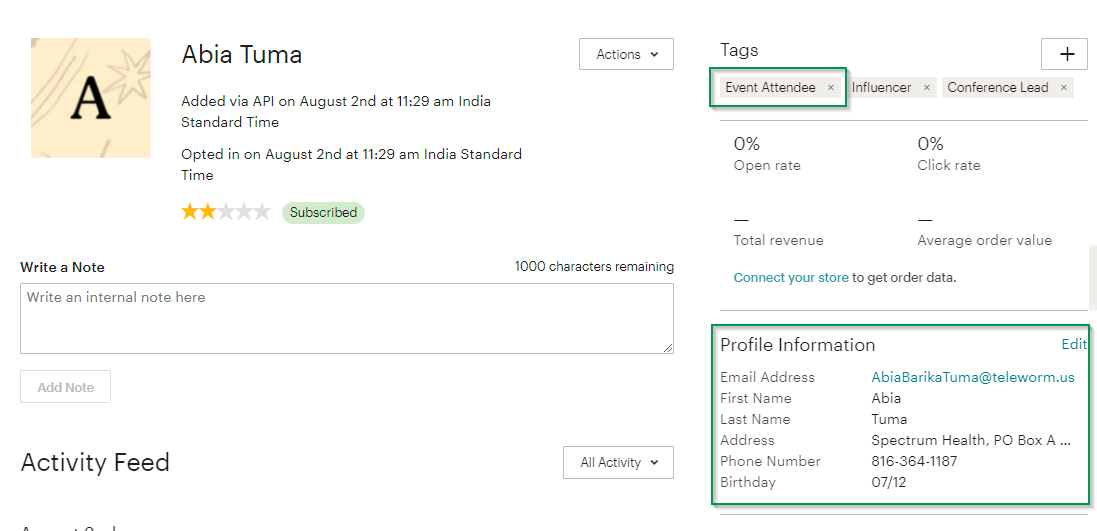 A
Abia Tuma
Actions
Added via API on August 2nd at 11:29 am India
Standard Time
Opted in on August 2nd at 11:29 am India Standard
Time
Subscribed
Write a Note
1000 characters remaining
Write an internal note here
Add Note
Activity Feed
All Activity
Tags
+
Event Attendee ×
Influencer ×
Conference Lead ×
0%
Open rate
0%
Click rate
—
Total revenue
—
Average order value
Connect your store to get order data.
Profile Information
Edit
Email Address AbiaBarikaTuma@teleworm.us
First Name Abia
Last Name Tuma
Address Spectrum Health, PO Box A ...
Phone Number 816-364-1187
Birthday 07/12